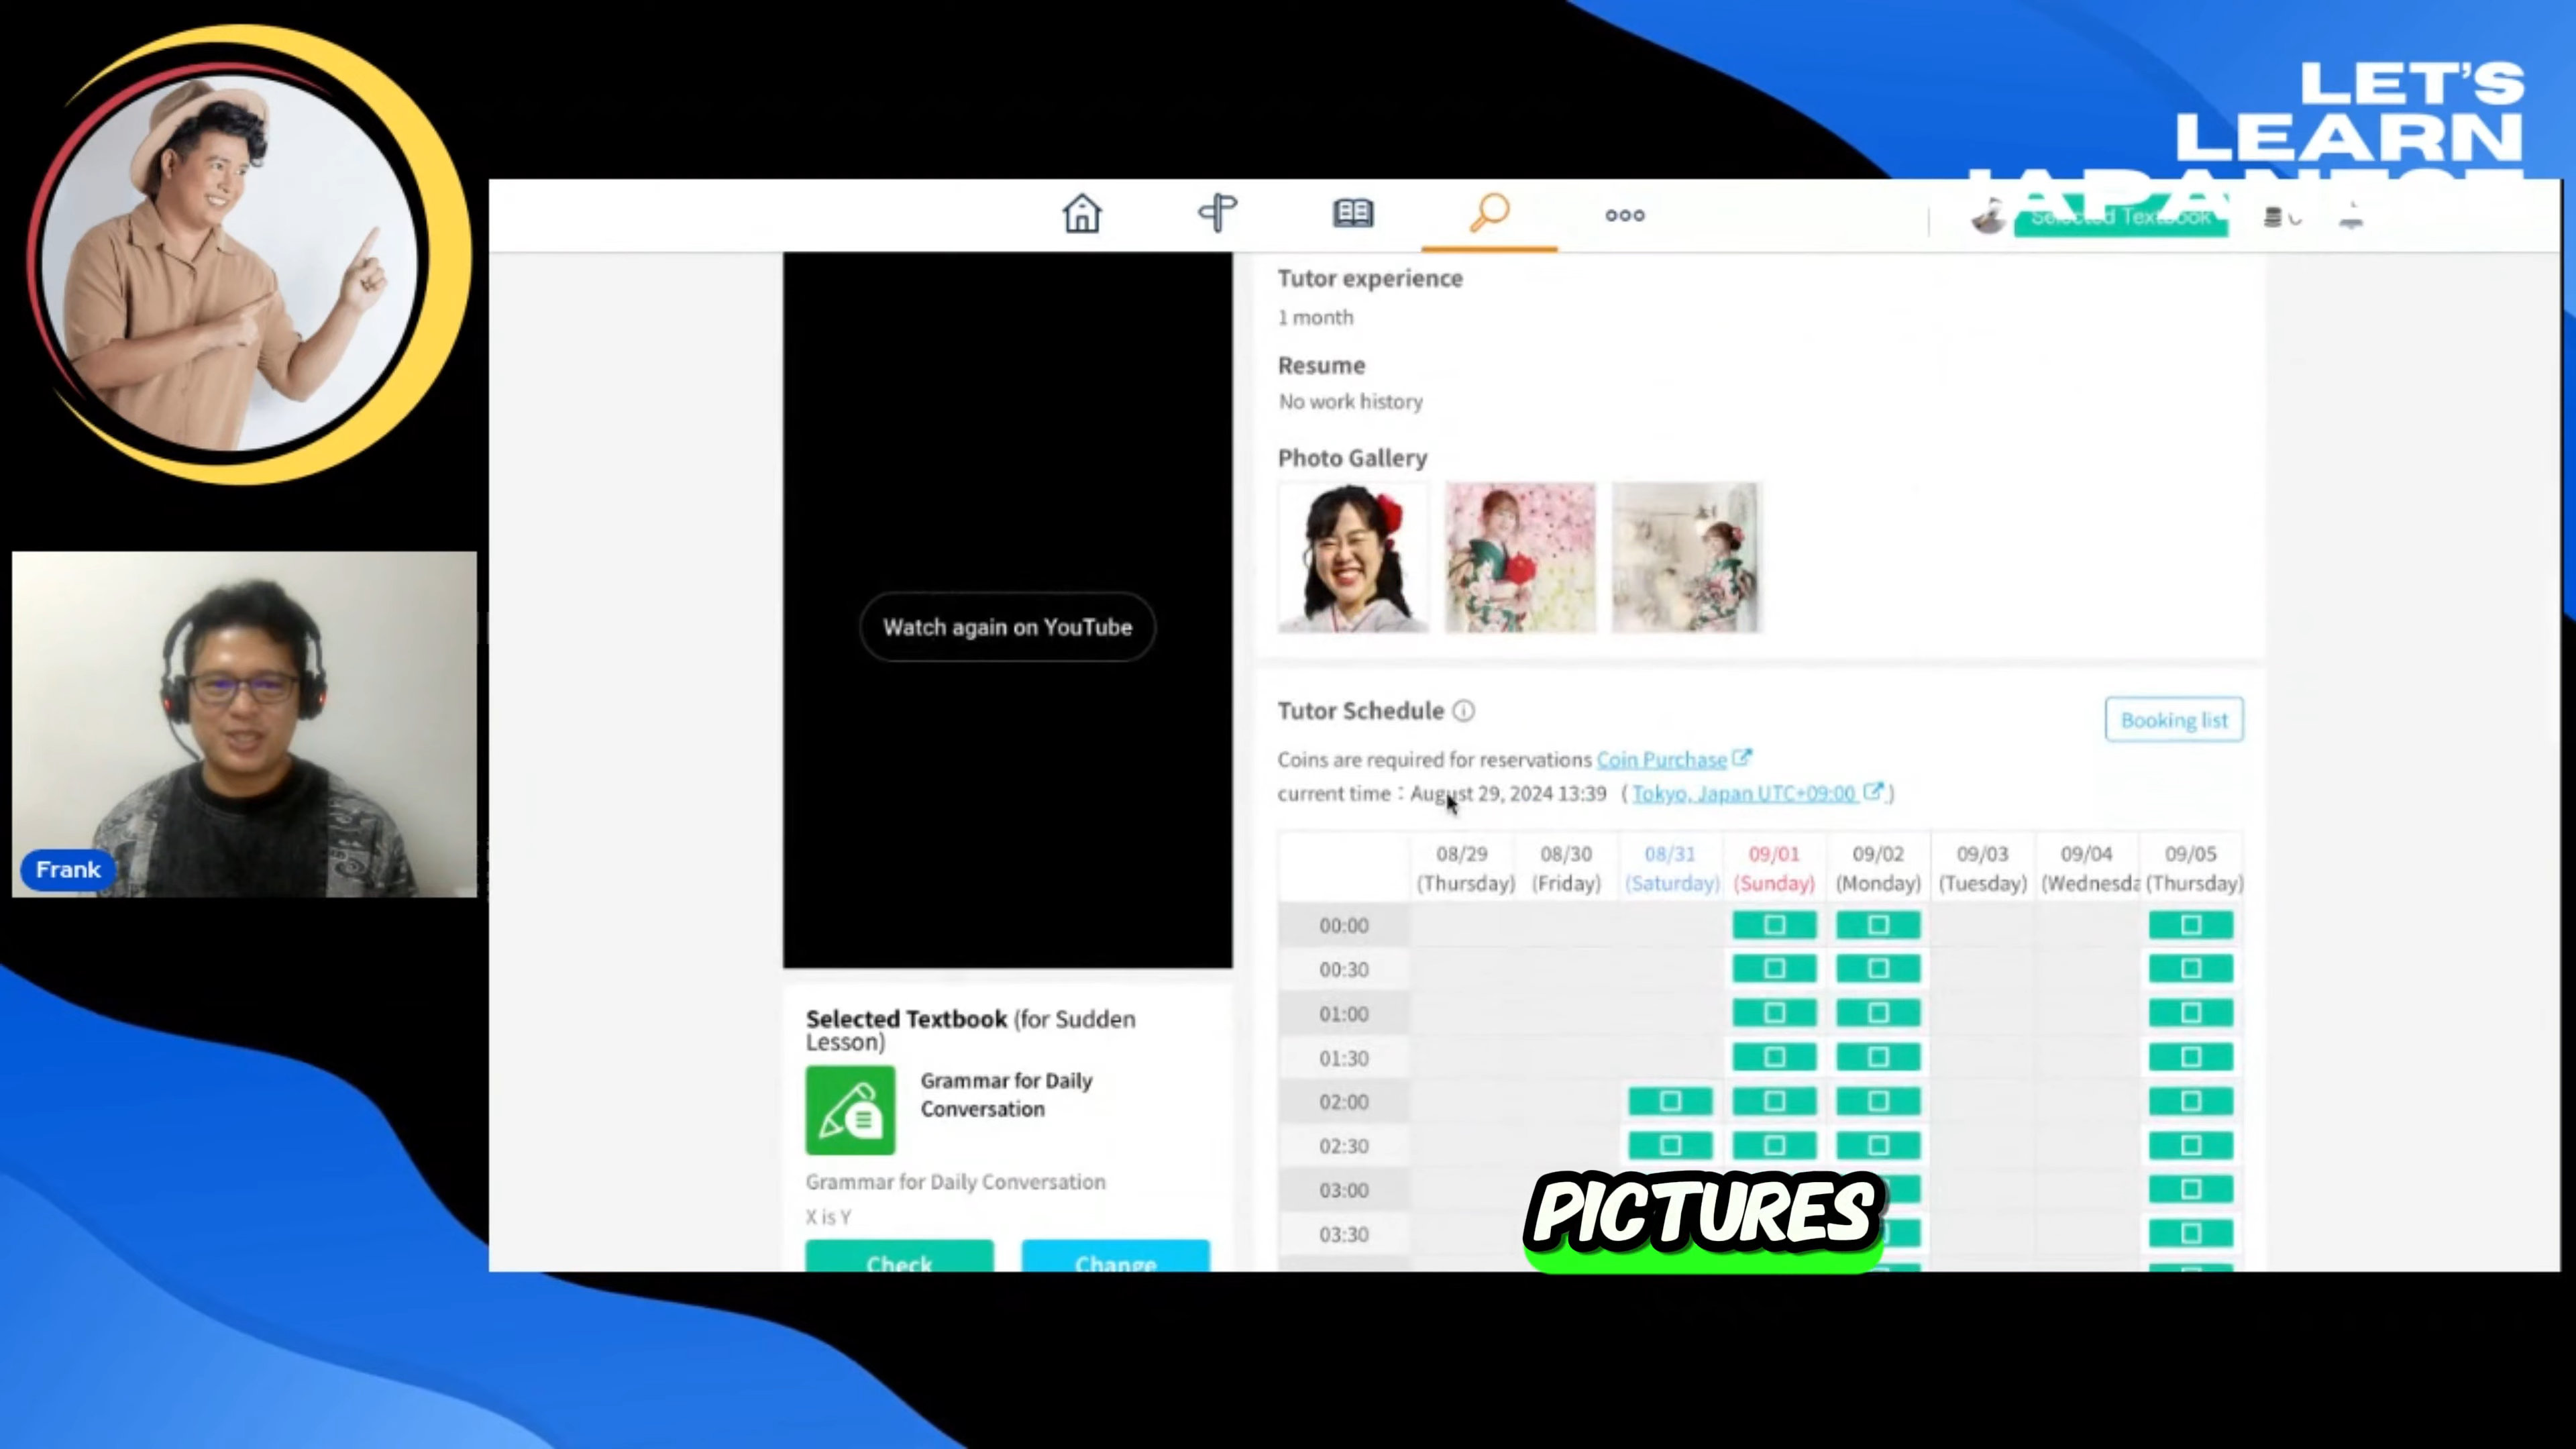 LET'S
LEARN
JAPANESE
Selected Textbook
Tutor experience
1 month
Resume
No work history
Photo Gallery
Watch again on YouTube
Tutor Schedule
Booking list
Coins are required for reservations Coin Purchase
current time : August 29, 2024 13:39 ( Tokyo, Japan UTC+09:00 )
08/29 08/30 08/31 09/01 09/02 09/03 09/04 09/05
(Thursday) (Friday) (Saturday) (Sunday) (Monday) (Tuesday) (Wednesda (Thursday)
00:00
00:30
01:00
01:30
02:00
02:30
03:00
03:30
Selected Textbook (for Sudden
Lesson)
Grammar for Daily
Conversation
Grammar for Daily Conversation
X is Y
Check Change
Frank
PICTURES